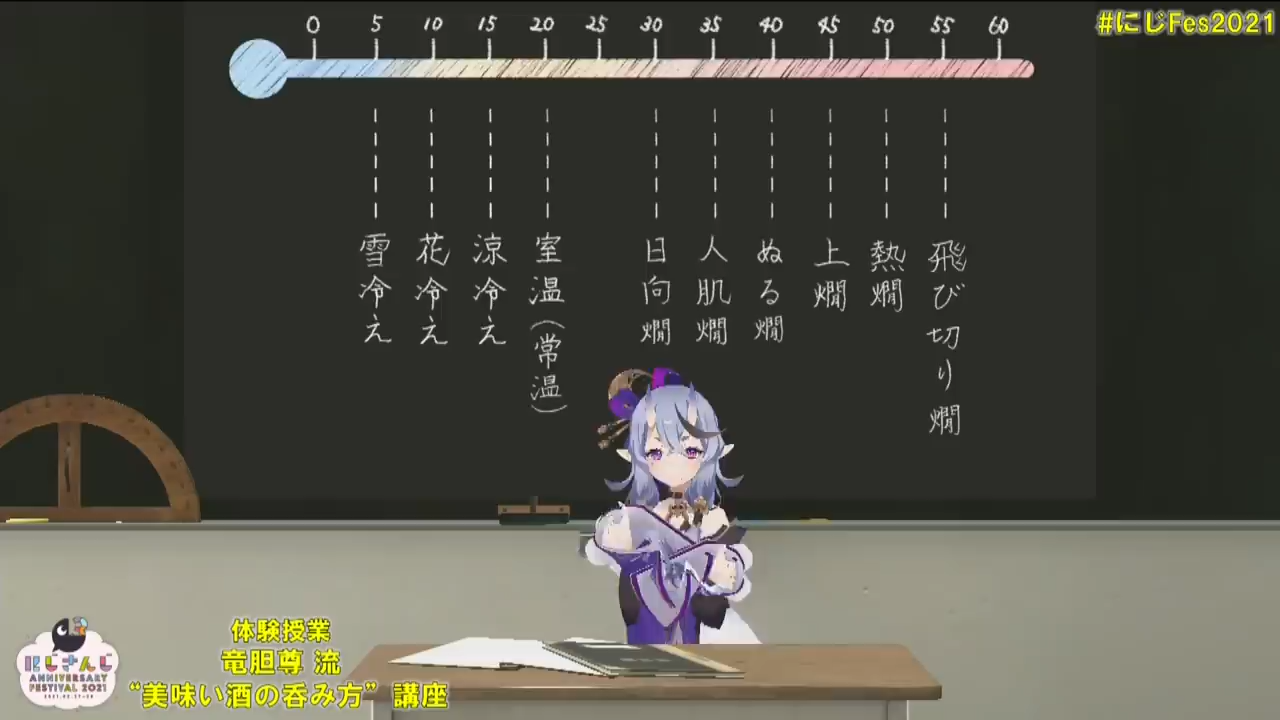 0 5 10 15 20 25 30 35 40 45 50 55 60
#にじFes2021
雪冷え
花冷え
涼冷え
室温(常温)
日向燗
人肌燗
ぬる燗
上燗
熱燗
飛び切り燗
にじさんじ
ANNIVERSARY
FESTIVAL 2021
体験授業
竜胆尊 流
“美味い酒の呑み方” 講座